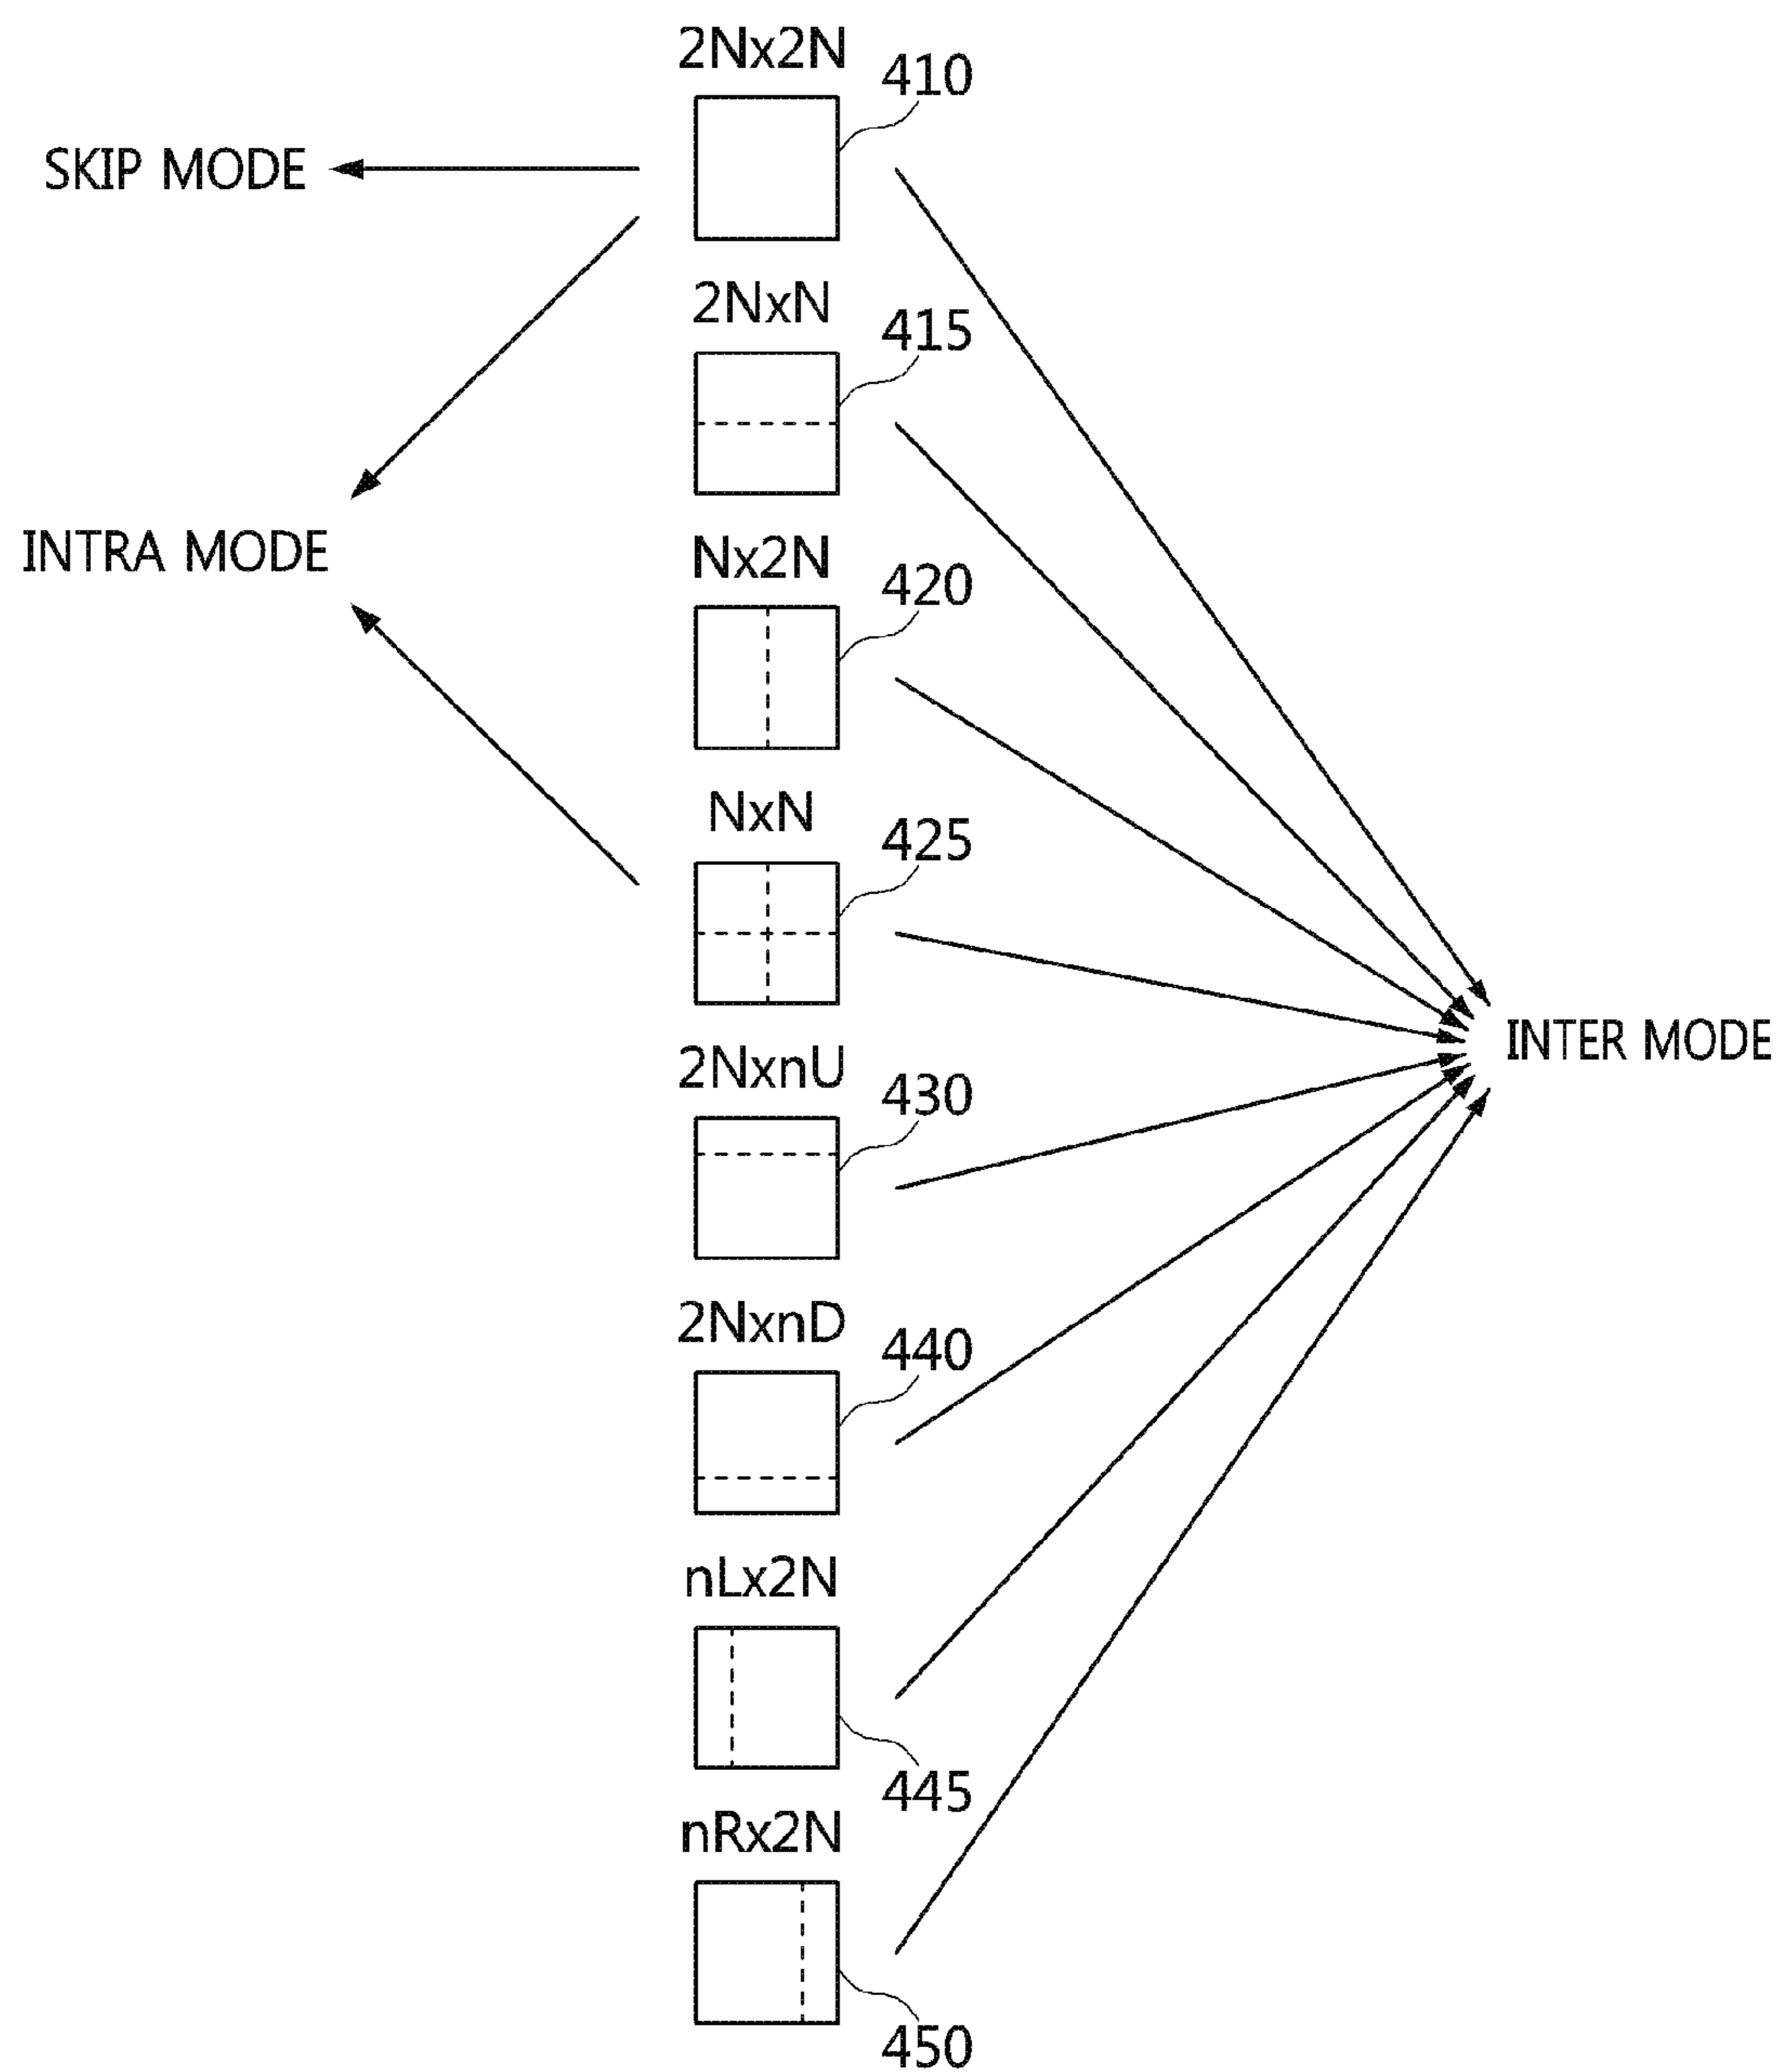 2Nx2N
410
SKIP MODE
2NxN
415
INTRA MODE
Nx2N
420
NxN
425
INTER MODE
2NxnU
430
2NxnD
440
nLx2N
445
nRx2N
450